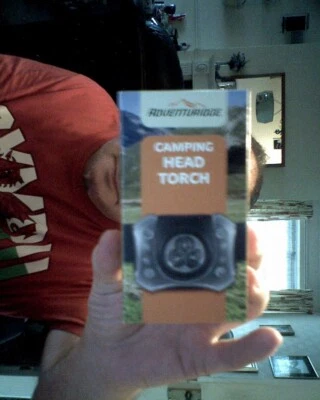 ADVENTURIDGE
CAMPING
HEAD
TORCH